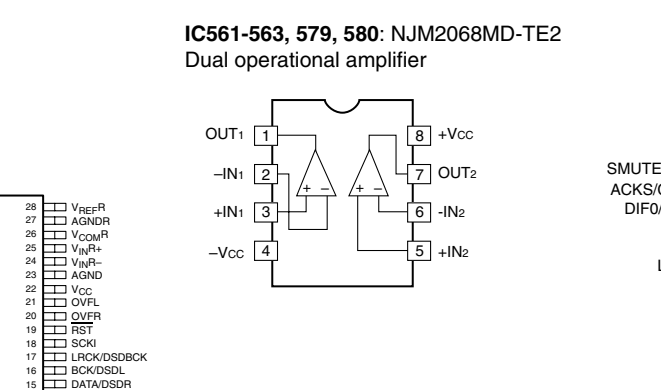 IC561-563, 579, 580: NJM2068MD-TE2
Dual operational amplifier
OUT1 1
8 +VCC
–IN1 2
7 OUT2
+IN1 3
6 -IN2
–VCC 4
5 +IN2
+ –
+ –
28 VREFR
27 AGNDR
26 VCOMR
25 VINR+
24 VINR–
23 AGND
22 VCC
21 OVFL
20 OVFR
19 RST
18 SCKI
17 LRCK/DSDBCK
16 BCK/DSDL
15 DATA/DSDR
SMUTE
ACKS/
DIF0/
L